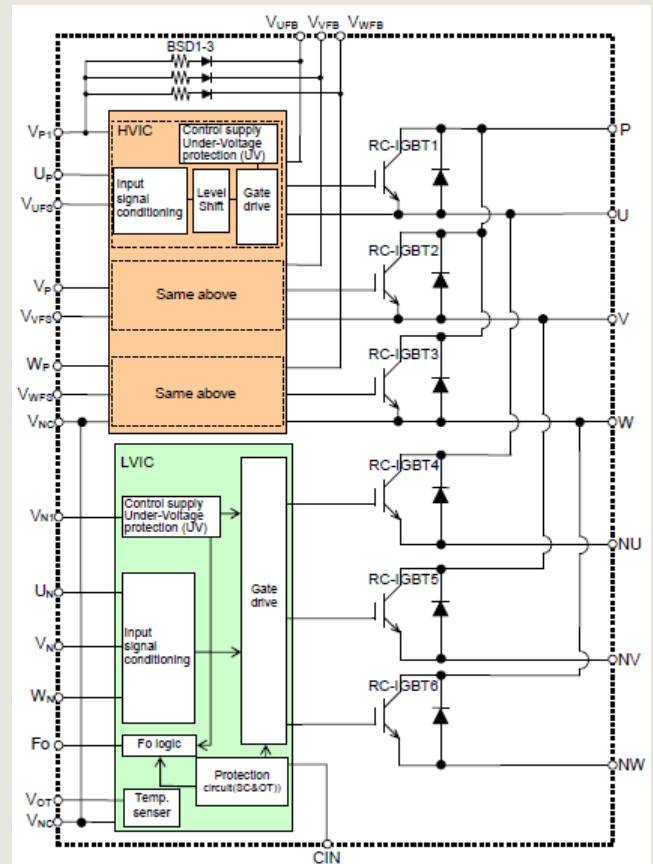 VUFB VVFB VWFB
BSD1-3
VP1
HVIC
Control supply
Under-Voltage
protection (UV)
RC-IGBT1
P
UP
Input
signal
conditioning
Level
Shift
Gate
drive
VUFS
U
RC-IGBT2
VP
Same above
VVFS
V
RC-IGBT3
WP
Same above
VWFS
VNC
W
LVIC
RC-IGBT4
VN1
Control supply
Under-Voltage
protection (UV)
NU
Gate
drive
RC-IGBT5
UN
Input
signal
conditioning
VN
NV
WN
RC-IGBT6
Fo
Fo logic
Protection
circuit(SC&OT))
NW
VOT
Temp.
senser
VNC
CIN